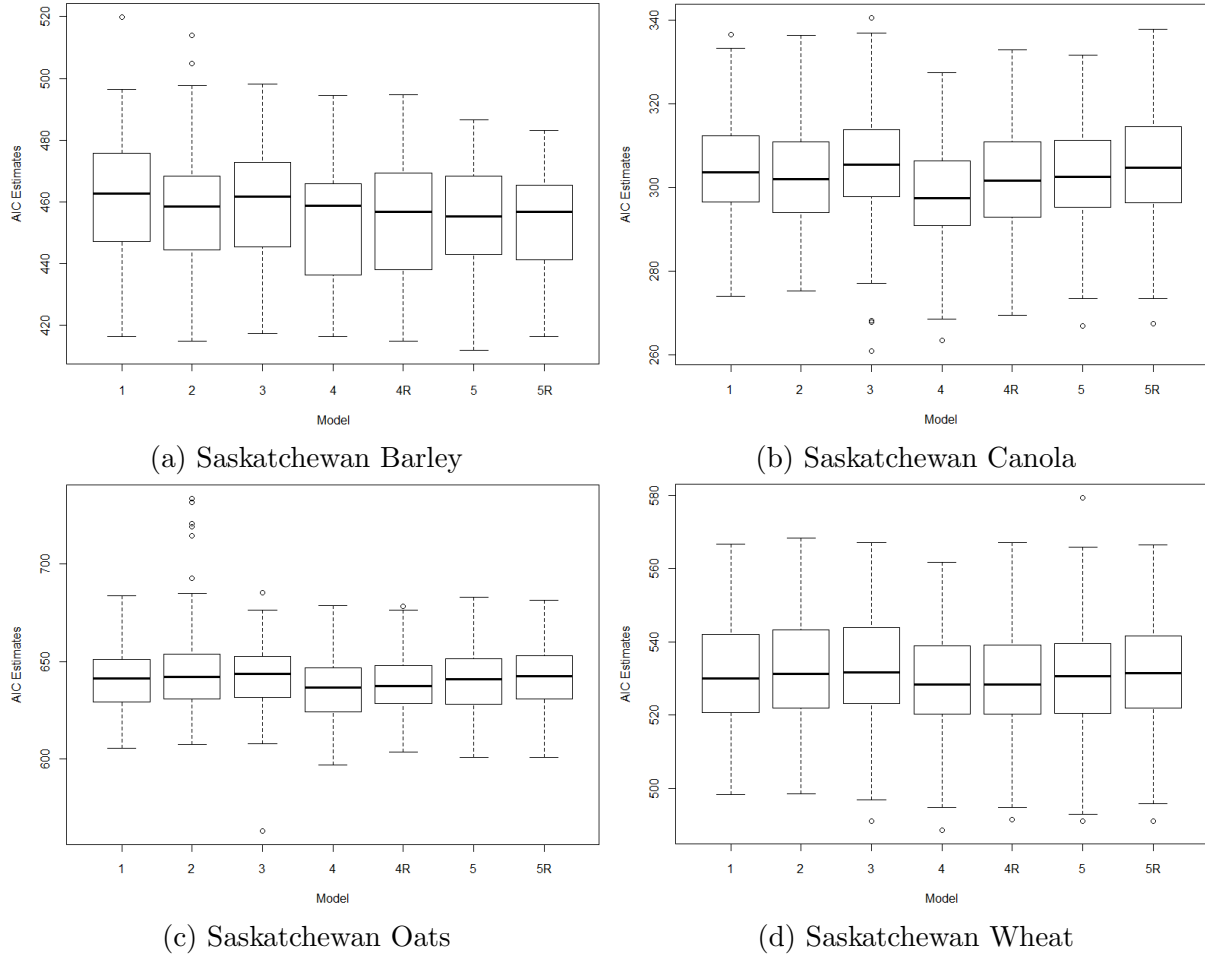 520
500
480
460
440
420
AIC Estimates
1 2 3 4 4R 5 5R
Model
(a) Saskatchewan Barley
340
320
300
280
260
AIC Estimates
1 2 3 4 4R 5 5R
Model
(b) Saskatchewan Canola
700
650
600
AIC Estimates
1 2 3 4 4R 5 5R
Model
(c) Saskatchewan Oats
580
560
540
520
500
AIC Estimates
1 2 3 4 4R 5 5R
Model
(d) Saskatchewan Wheat